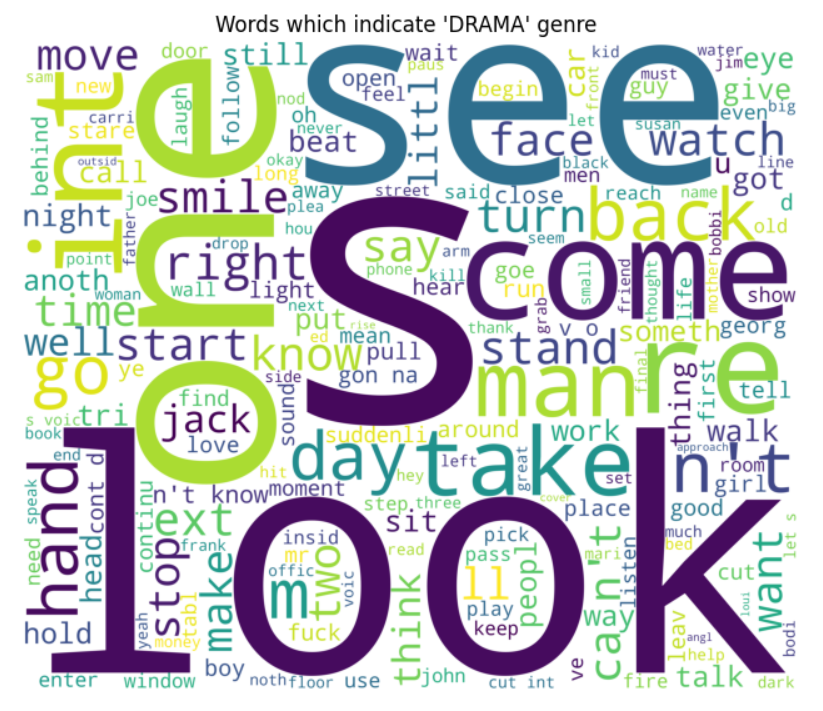 Words which indicate 'DRAMA' genre
move
door
still
wait
kid
water
jim
eye
sam
new
paus
open
feel
begin
car
front
guy
must
give
int
one
see
laugh
follow
nod
oh
never
littl
let
susan
even
big
carri
stare
beat
face
watch
behind
outsid
call
okay
long
black
men
u
line
got
joe
smile
away
street
said
close
reach
name
d
night
father
plea
turn
back
old
hou
s
come
point
drop
right
say
arm
seem
bobbi
anoth
woman
wall
light
phone
kill
hear
goe
run
small
friend
thought
life
mother
show
time
next
put
rise
ed
mean
thank
grab
v o
someth
georg
well
start
know
pull
stand
go
ye
side
gon na
man
re
final
thing
first
tell
find
jack
love
sound
s voic
tri
book
suddenli
around
work
walk
day
take
n't
approach
end
hit
hey
left
great
set
room
girl
look
hand
cont d
n't know
moment
cover
step
three
place
good
need
speak
head
continu
ext
sit
insid
pick
much
let s
stop
frank
mr
two
read
pass
peopl
can't
mari
bed
want
listen
cut
offic
m
voic
ll
play
way
loui
make
think
keep
hold
yeah
money
tabl
fuck
leav
angl
help
bodi
boy
ve
talk
enter
window
noth
floor
use
john
cut int
fire
dark